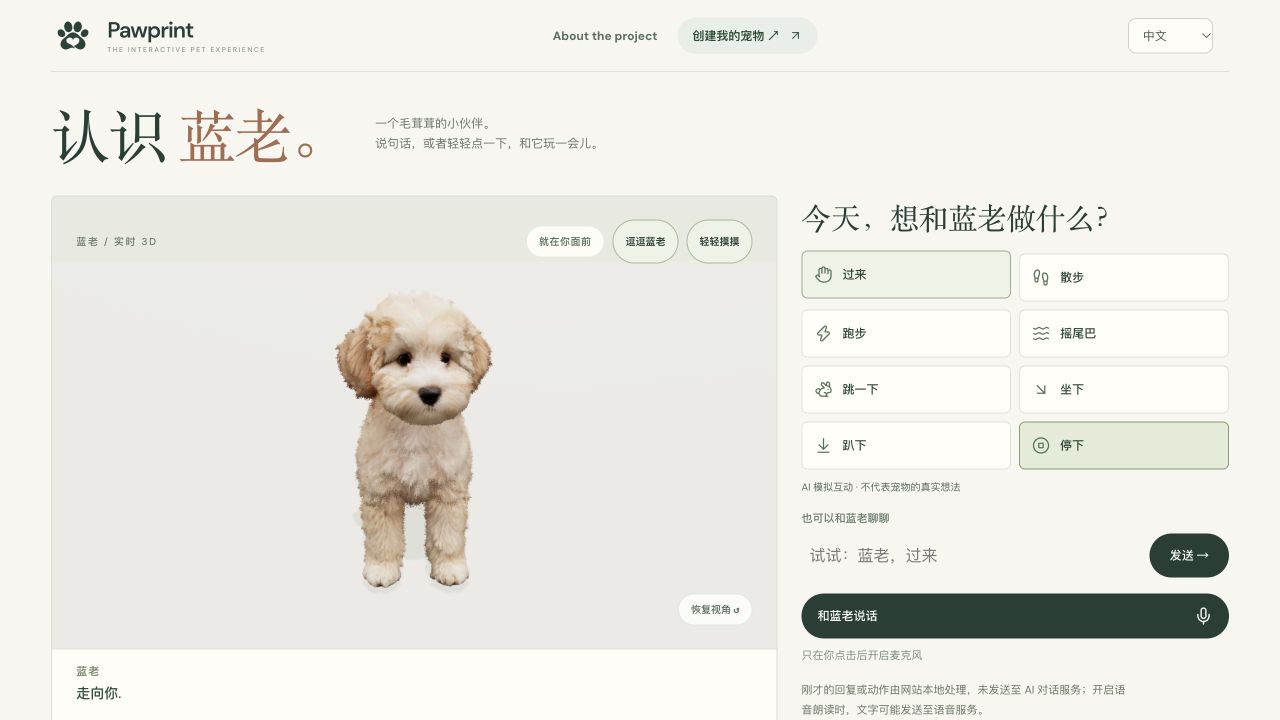 Pawprint
THE INTERACTIVE PET EXPERIENCE
About the project
创建我的宠物 ↗ ↗
中文
认识 蓝老。
一个毛茸茸的小伙伴。
说句话，或者轻轻点一下，和它玩一会儿。
蓝老 / 实时 3D
就在你面前
逗逗蓝老
轻轻摸摸
恢复视角 ↺
蓝老
走向你.
今天，想和蓝老做什么?
过来
散步
跑步
摇尾巴
跳一下
坐下
趴下
停下
AI 模拟互动 · 不代表宠物的真实想法
也可以和蓝老聊聊
试试：蓝老，过来
发送 →
和蓝老说话
只在你点击后开启麦克风
刚才的回复或动作由网站本地处理，未发送至 AI 对话服务；开启语
音朗读时，文字可能发送至语音服务。